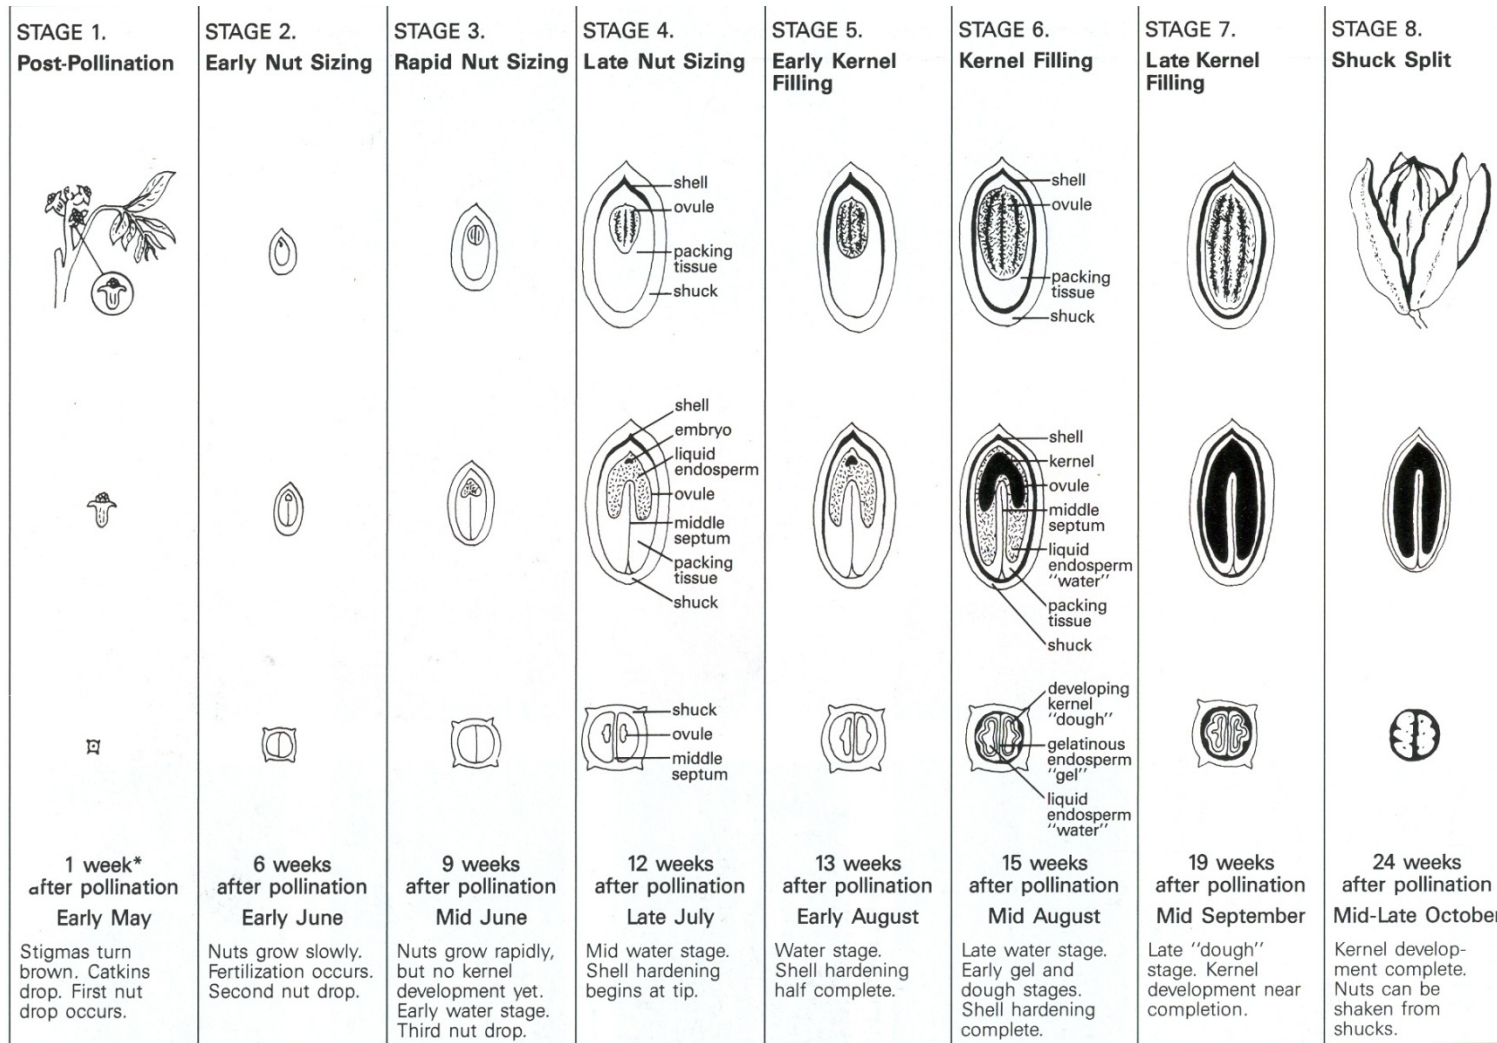 STAGE 1.
Post-Pollination
1 week*
after pollination
Early May
Stigmas turn
brown. Catkins
drop. First nut
drop occurs.
STAGE 2.
Early Nut Sizing
6 weeks
after pollination
Early June
Nuts grow slowly.
Fertilization occurs.
Second nut drop.
STAGE 3.
Rapid Nut Sizing
9 weeks
after pollination
Mid June
Nuts grow rapidly,
but no kernel
development yet.
Early water stage.
Third nut drop.
STAGE 4.
Late Nut Sizing
shell
ovule
packing
tissue
shuck
shell
embryo
liquid
endosperm
ovule
middle
septum
packing
tissue
shuck
shuck
ovule
middle
septum
12 weeks
after pollination
Late July
Mid water stage.
Shell hardening
begins at tip.
STAGE 5.
Early Kernel
Filling
13 weeks
after pollination
Early August
Water stage.
Shell hardening
half complete.
STAGE 6.
Kernel Filling
shell
ovule
packing
tissue
shuck
shell
kernel
ovule
middle
septum
liquid
endosperm
"water"
packing
tissue
shuck
developing
kernel
"dough"
gelatinous
endosperm
"gel"
liquid
endosperm
"water"
15 weeks
after pollination
Mid August
Late water stage.
Early gel and
dough stages.
Shell hardening
complete.
STAGE 7.
Late Kernel
Filling
19 weeks
after pollination
Mid September
Late "dough"
stage. Kernel
development near
completion.
STAGE 8.
Shuck Split
24 weeks
after pollination
Mid-Late October
Kernel develop-
ment complete.
Nuts can be
shaken from
shucks.